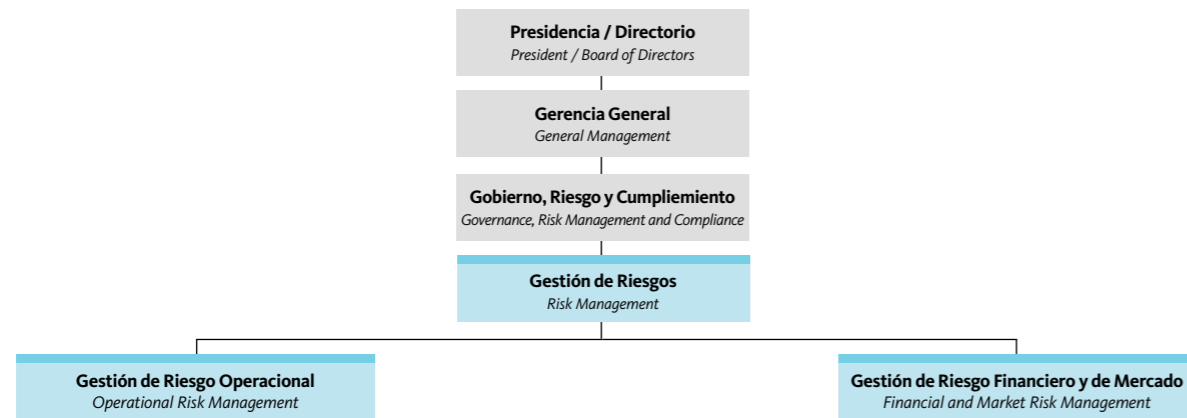 Presidencia / Directorio
President / Board of Directors
Gerencia General
General Management
Gobierno, Riesgo y Cumpliemiento
Governance, Risk Management and Compliance
Gestión de Riesgos
Risk Management
Gestión de Riesgo Operacional
Operational Risk Management
Gestión de Riesgo Financiero y de Mercado
Financial and Market Risk Management